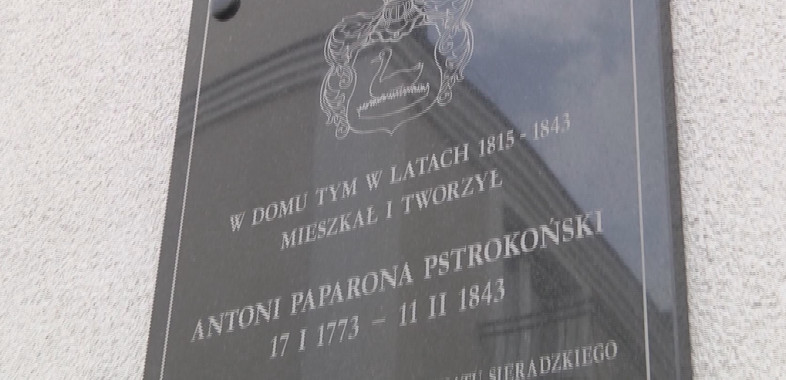 W DOMU TYM W LATACH 1815 - 1843
MIESZKAŁ I TWORZYŁ
ANTONI PAPARONA PSTROKOŃSKI
17 I 1773 – 11 II 1843
SIERADZKIEGO